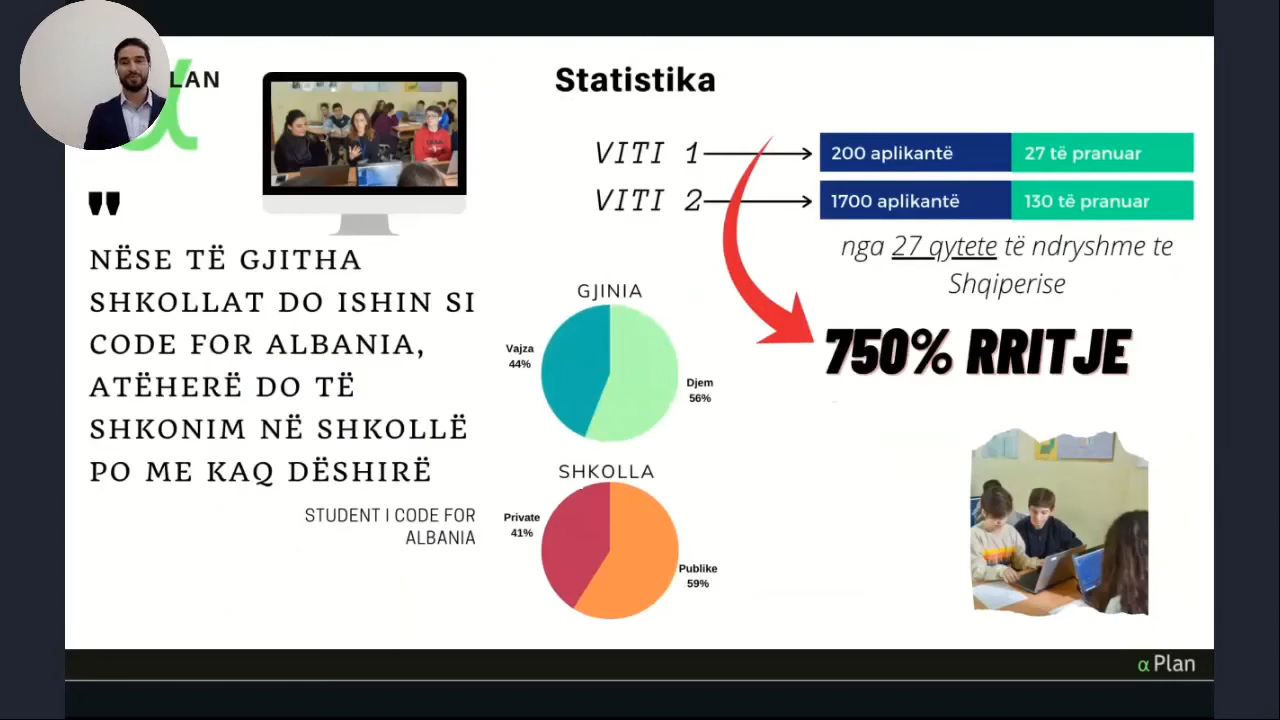 LAN
Statistika
VITI 1
200 aplikantë
27 të pranuar
VITI 2
1700 aplikantë
130 të pranuar
nga 27 qytete të ndryshme te
Shqiperise
750% RRITJE
"
NËSE TË GJITHA
SHKOLLAT DO ISHIN SI
CODE FOR ALBANIA,
ATËHERË DO TË
SHKONIM NË SHKOLLË
PO ME KAQ DËSHIRË
STUDENT I CODE FOR
ALBANIA
GJINIA
Vajza
44%
Djem
56%
SHKOLLA
Private
41%
Publike
59%
α Plan